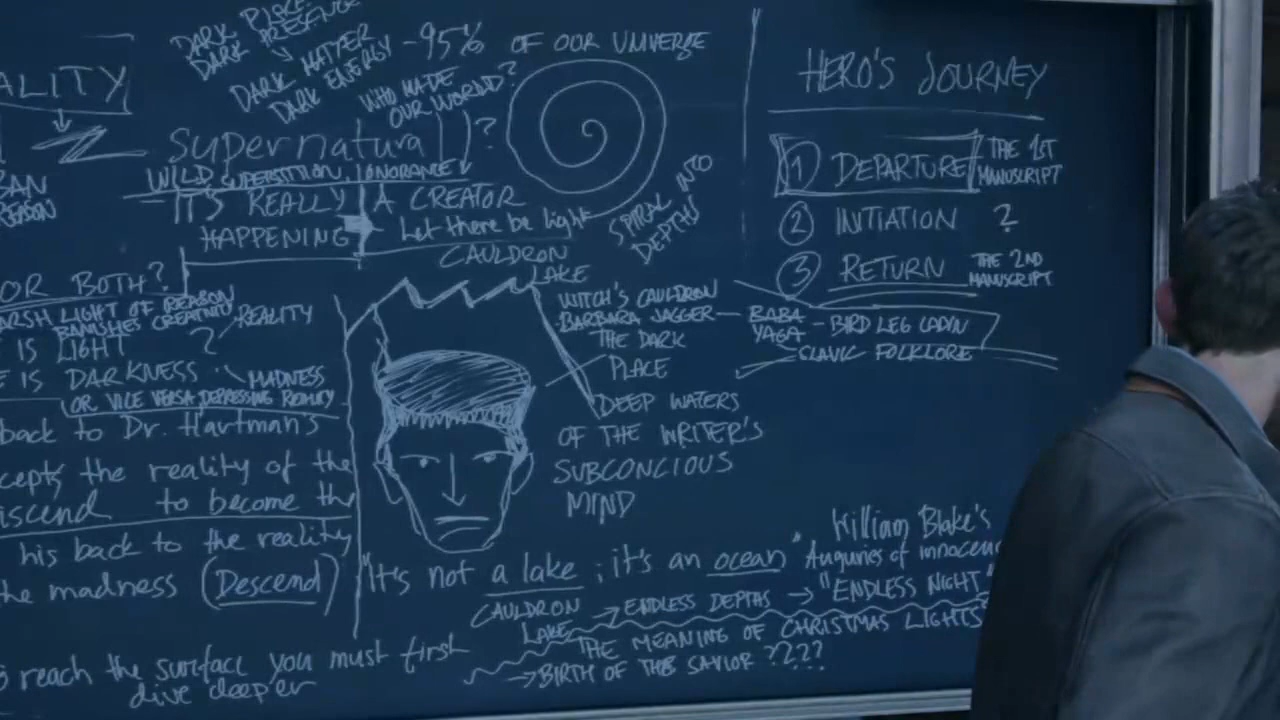 ALITY
BAN
REASON
OR BOTH?
ARSH LIGHT OF REASON
BANISHES CREATIVITY
E IS LIGHT ? REALITY
E IS DARKNESS MADNESS
OR VICE VERSA DEPRESSING REALITY
back to Dr. Hartman's
cepts the reality of the
scend to become the
his back to the reality
the madness (Descend)
o reach the surface you must first
dive deeper
DARK PLACE
DARK PRESENCE
DARK MATTER
DARK ENERGY
-95% OF OUR UNIVERSE
WHO MADE
OUR WORLD?
Supernatural?
WILD SUPERSTITION, IGNORANCE
IT'S REALLY
HAPPENING
A CREATOR
Let there be light
SPIRAL INTO
DEPTHS
CAULDRON
LAKE
WITCH'S CAULDRON
BARBARA JAGGER
BABA
YAGA
- BIRD LEG CABIN
SLAVIC FOLKLORE
THE DARK
PLACE
DEEP WATERS
OF THE WRITER'S
SUBCONCIOUS
MIND
"It's not a lake; it's an ocean"
CAULDRON
LAKE
ENDLESS DEPTHS
"ENDLESS NIGHT"
William Blake's
Auguries of Innocenc
THE MEANING OF CHRISTMAS LIGHTS
BIRTH OF THE SAVIOR ????
HERO'S JOURNEY
1 DEPARTURE THE 1ST
MANUSCRIPT
2 INITIATION ?
3 RETURN THE 2ND
MANUSCRIPT